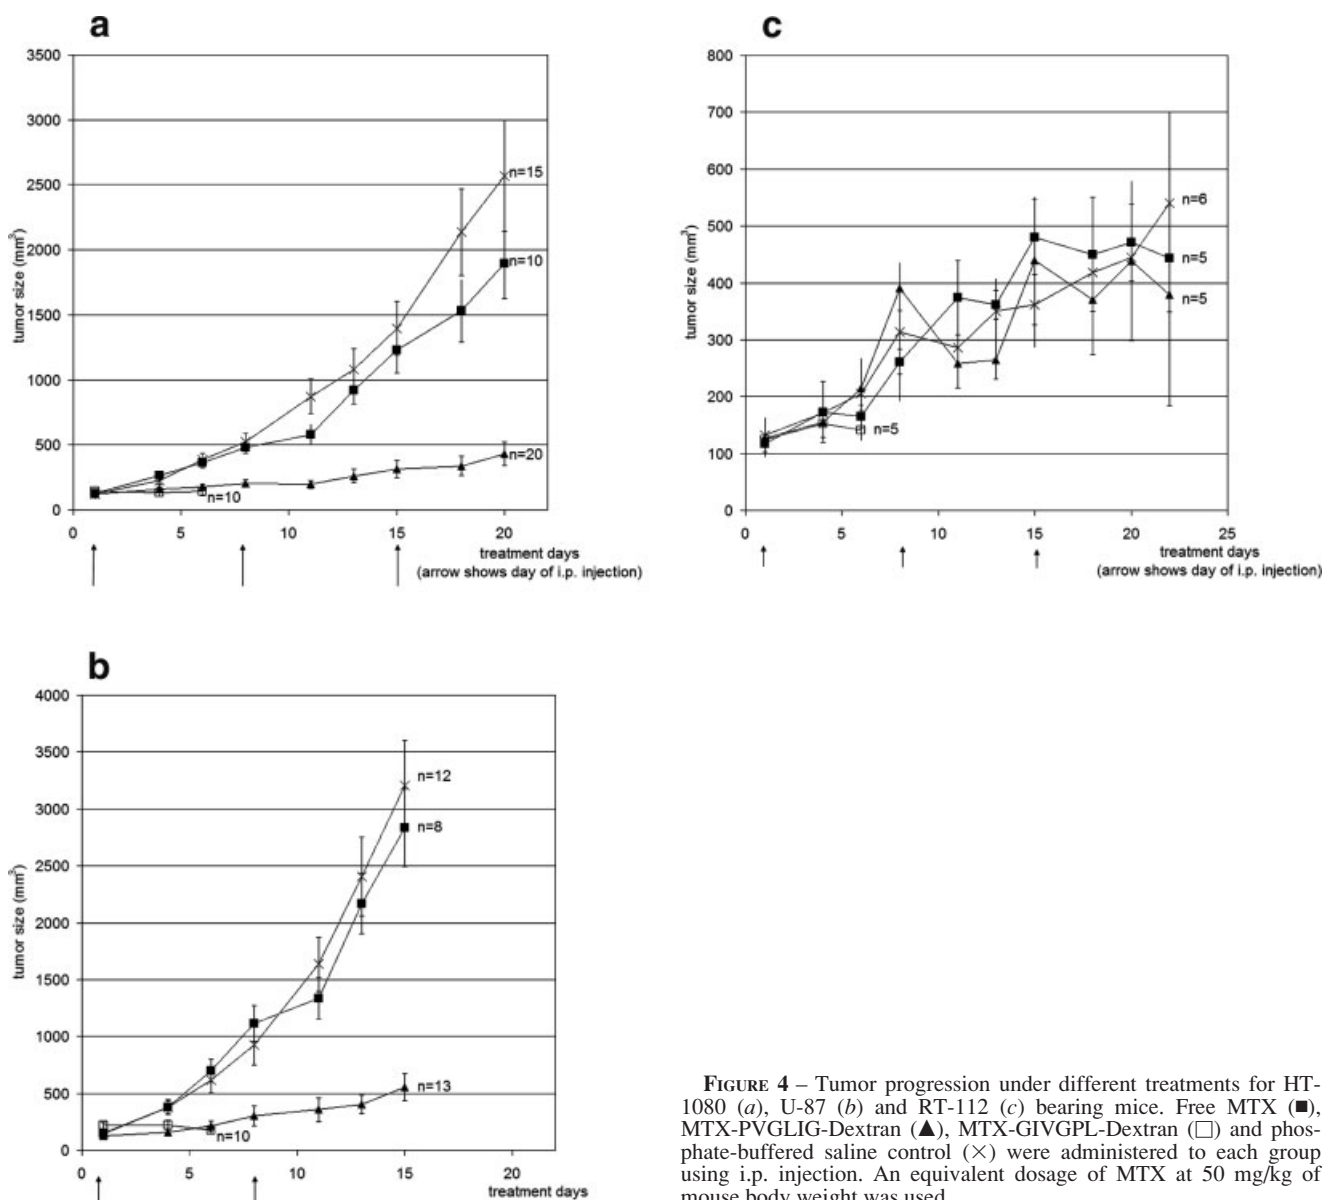 a
3500
3000
2500
2000
1500
1000
500
0
tumor size (mm³)
n=15
n=10
n=20
n=10
0 5 10 15 20
treatment days
(arrow shows day of i.p. injection)
c
800
700
600
500
400
300
200
100
0
tumor size (mm³)
n=6
n=5
n=5
n=5
0 5 10 15 20 25
treatment days
(arrow shows day of i.p. injection)
b
4000
3500
3000
2500
2000
1500
1000
500
0
tumor size (mm³)
n=12
n=8
n=13
n=10
0 5 10 15 20
treatment days
FIGURE 4 – Tumor progression under different treatments for HT-
1080 (a), U-87 (b) and RT-112 (c) bearing mice. Free MTX (■),
MTX-PVGLIG-Dextran (▲), MTX-GIVGPL-Dextran (□) and phos-
phate-buffered saline control (×) were administered to each group
using i.p. injection. An equivalent dosage of MTX at 50 mg/kg of
mouse body weight was used